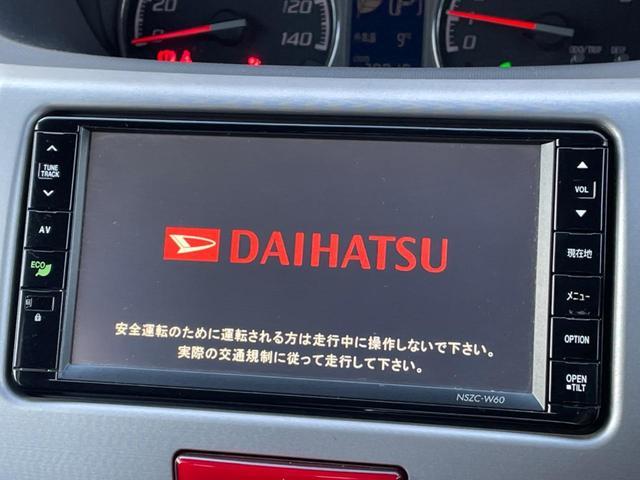 20
120
140
P
9℃
TUNE
TRACK
AV
ECO
VOL
現在地
メニュー
OPTION
OPEN
■TILT
DAIHATSU
安全運転のために運転される方は走行中に操作しないで下さい。
実際の交通規制に従って走行して下さい。
NSZC-W60